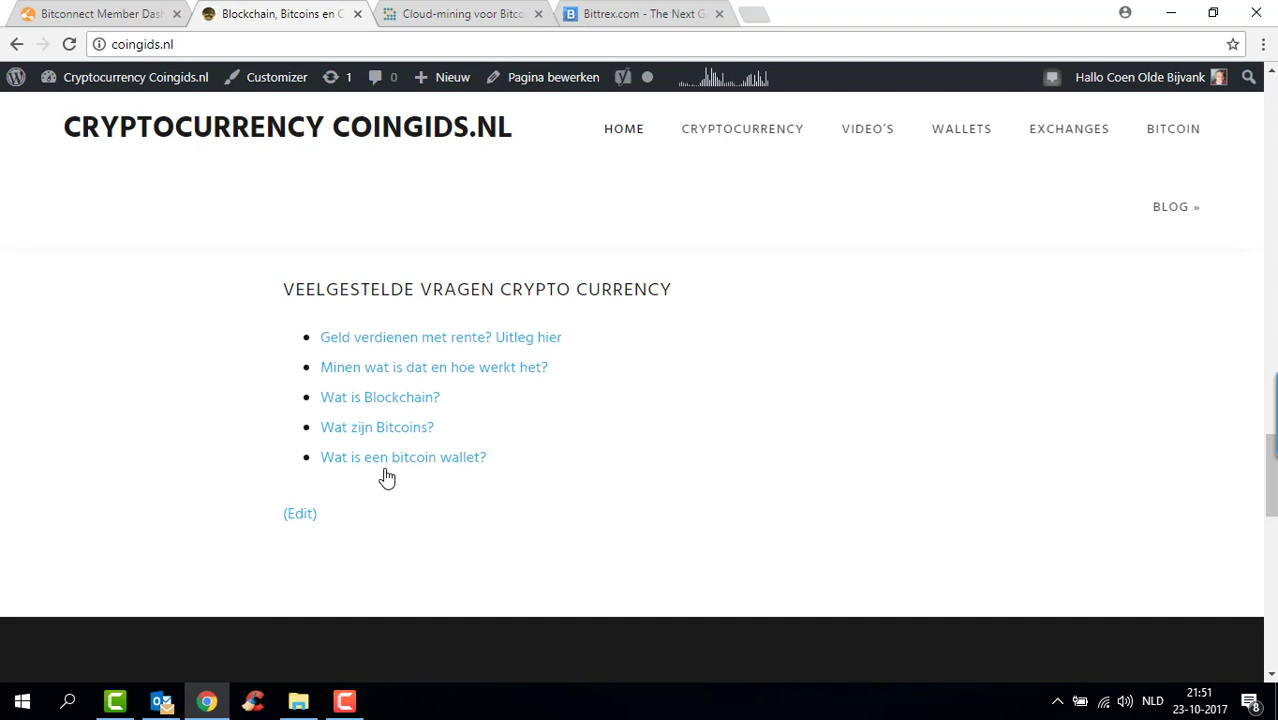 Bitconnect Member Dash
Blockchain, Bitcoins en C
Cloud-mining voor Bitco
Bittrex.com - The Next G
coingids.nl
Cryptocurrency Coingids.nl
Customizer
1
0
Nieuw
Pagina bewerken
Hallo Coen Olde Bijvank
CRYPTOCURRENCY COINGIDS.NL
HOME
CRYPTOCURRENCY
VIDEO'S
WALLETS
EXCHANGES
BITCOIN
BLOG »
VEELGESTELDE VRAGEN CRYPTO CURRENCY
Geld verdienen met rente? Uitleg hier
Minen wat is dat en hoe werkt het?
Wat is Blockchain?
Wat zijn Bitcoins?
Wat is een bitcoin wallet?
(Edit)
NLD
21:51
23-10-2017
8